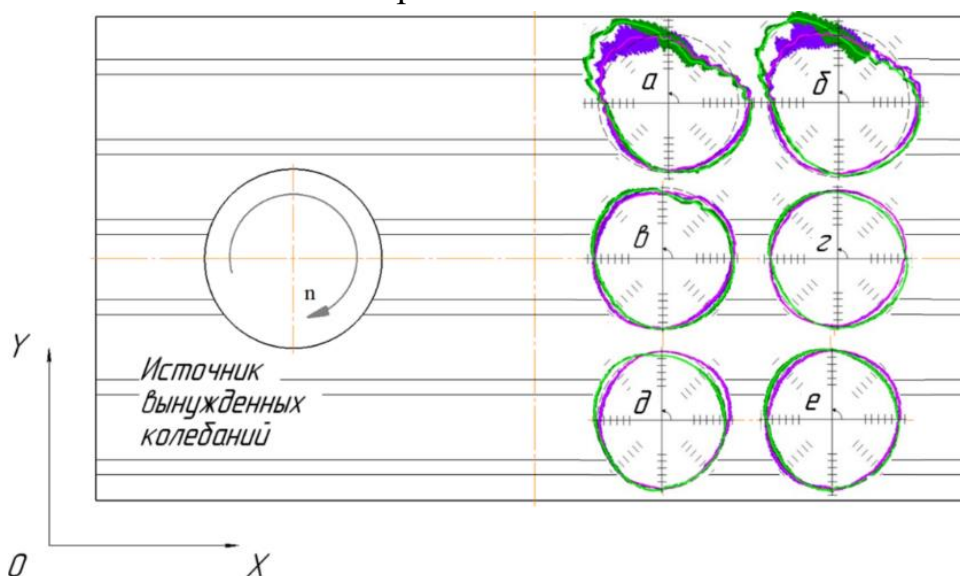 а
б
в
г
д
е
n
Источник
вынужденных
колебаний
Y
O
X